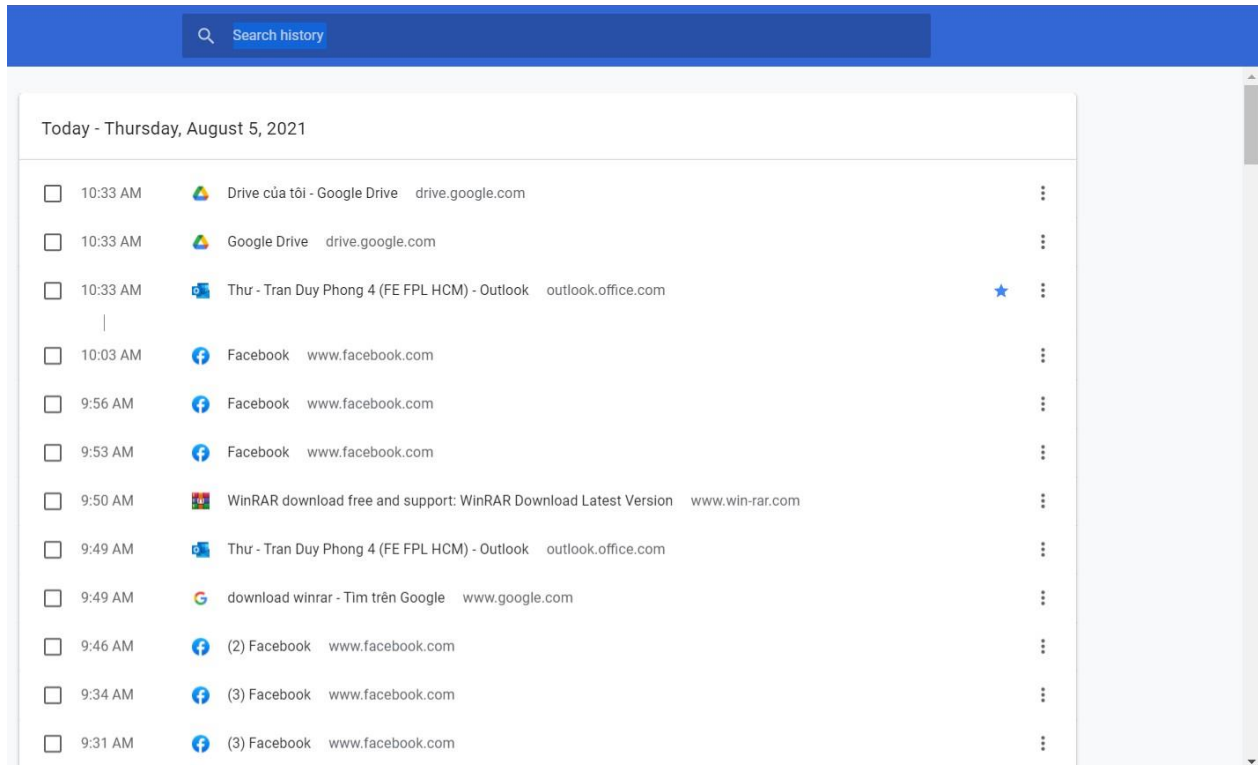 Search history
Today - Thursday, August 5, 2021
10:33 AM Drive của tôi - Google Drive drive.google.com
10:33 AM Google Drive drive.google.com
10:33 AM Thư - Tran Duy Phong 4 (FE FPL HCM) - Outlook outlook.office.com
10:03 AM Facebook www.facebook.com
9:56 AM Facebook www.facebook.com
9:53 AM Facebook www.facebook.com
9:50 AM WinRAR download free and support: WinRAR Download Latest Version www.win-rar.com
9:49 AM Thư - Tran Duy Phong 4 (FE FPL HCM) - Outlook outlook.office.com
9:49 AM download winrar - Tìm trên Google www.google.com
9:46 AM (2) Facebook www.facebook.com
9:34 AM (3) Facebook www.facebook.com
9:31 AM (3) Facebook www.facebook.com